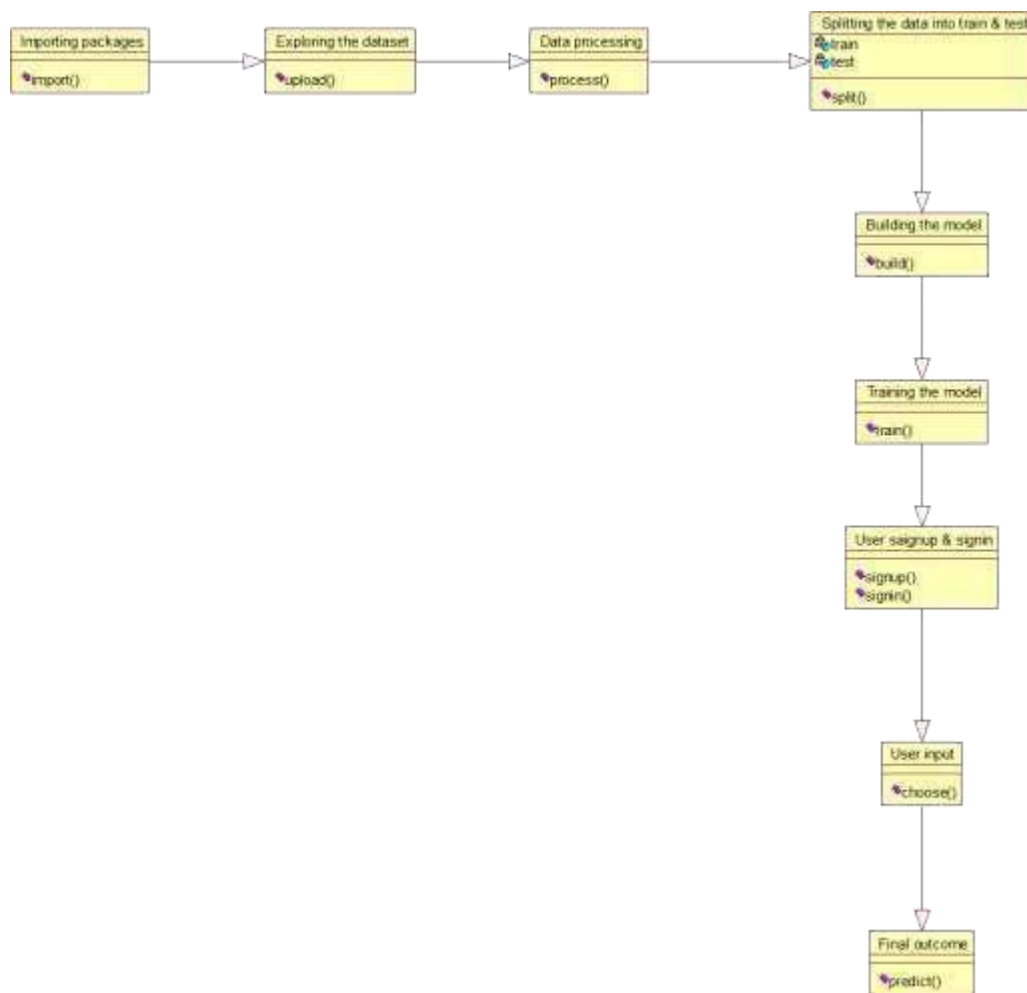 Importing packages
import()
Exploring the dataset
upload()
Data processing
process()
Splitting the data into train & test
train
test
split()
Building the model
build()
Training the model
train()
User saignup & signin
signup()
signin()
User input
choose()
Final outcome
predict()